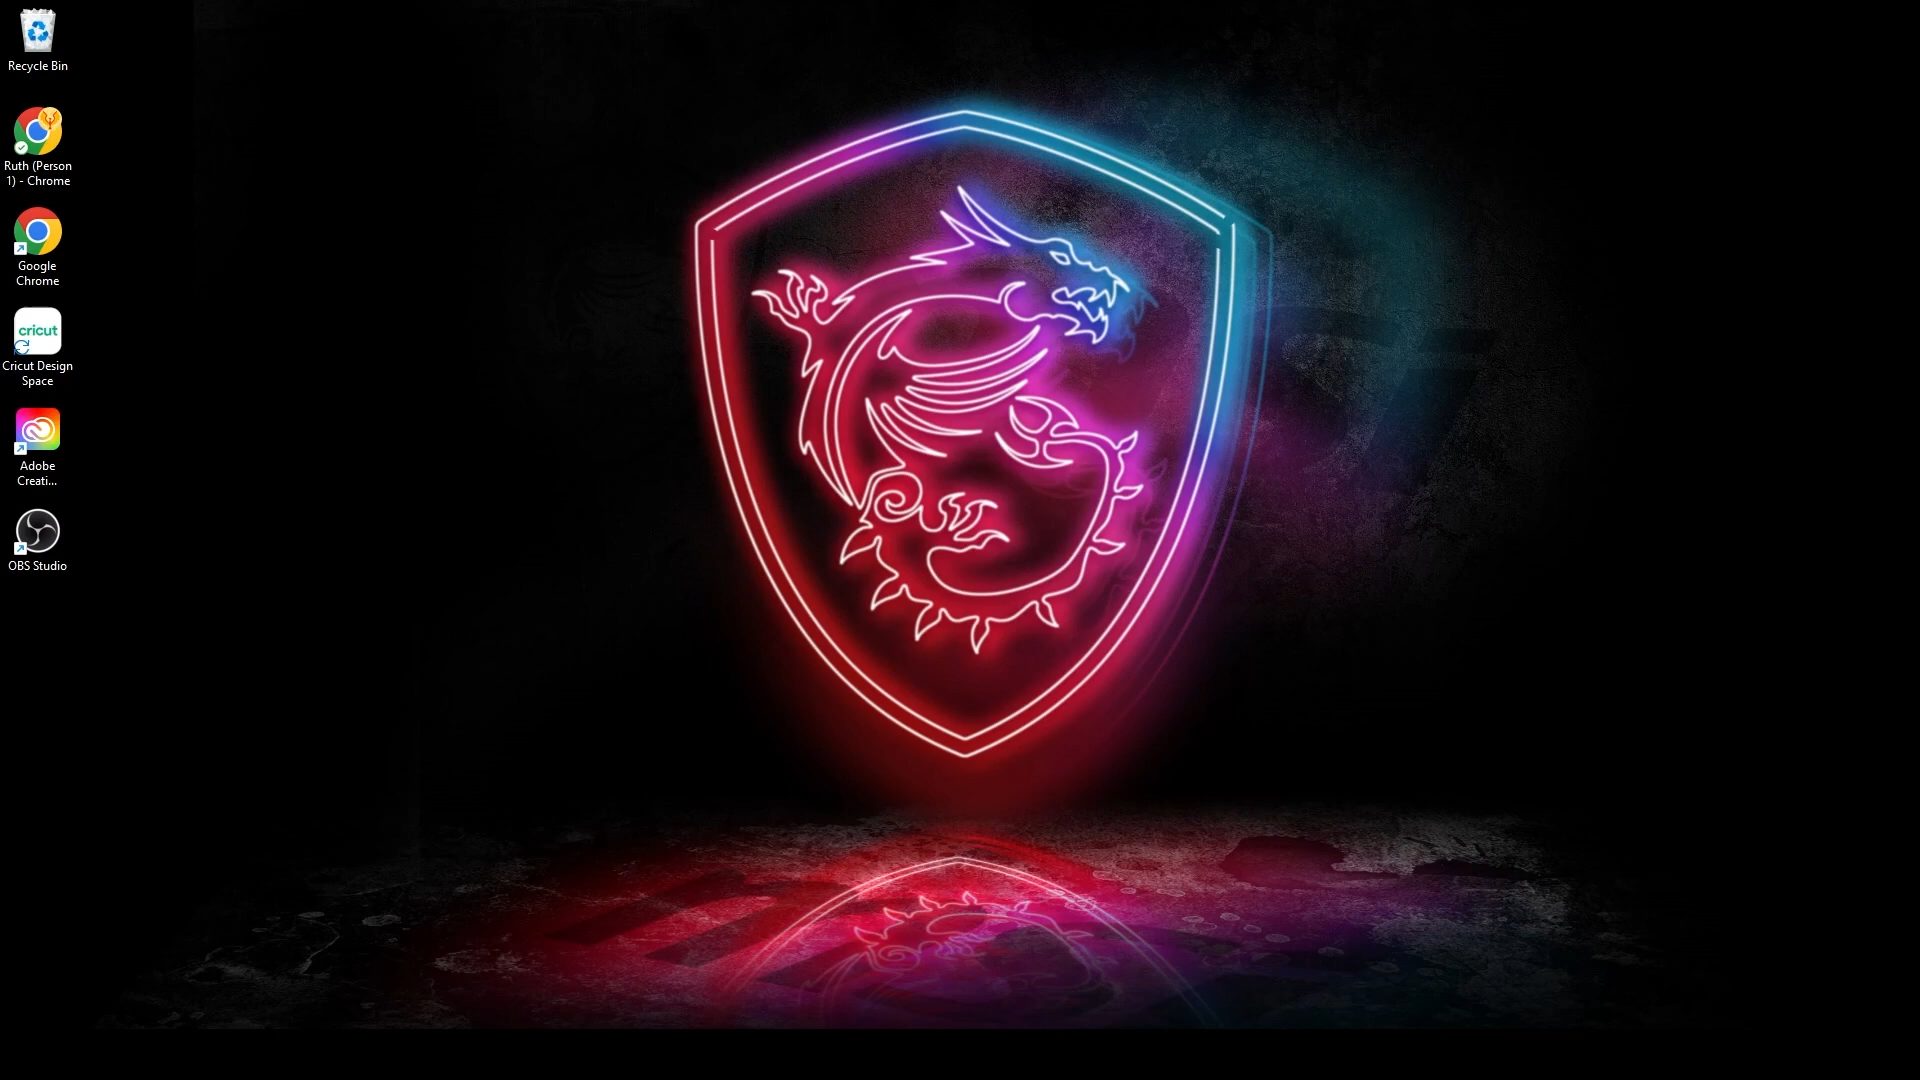 Recycle Bin
Ruth (Person
1) - Chrome
Google
Chrome
cricut
Cricut Design
Space
Adobe
Creati...
OBS Studio